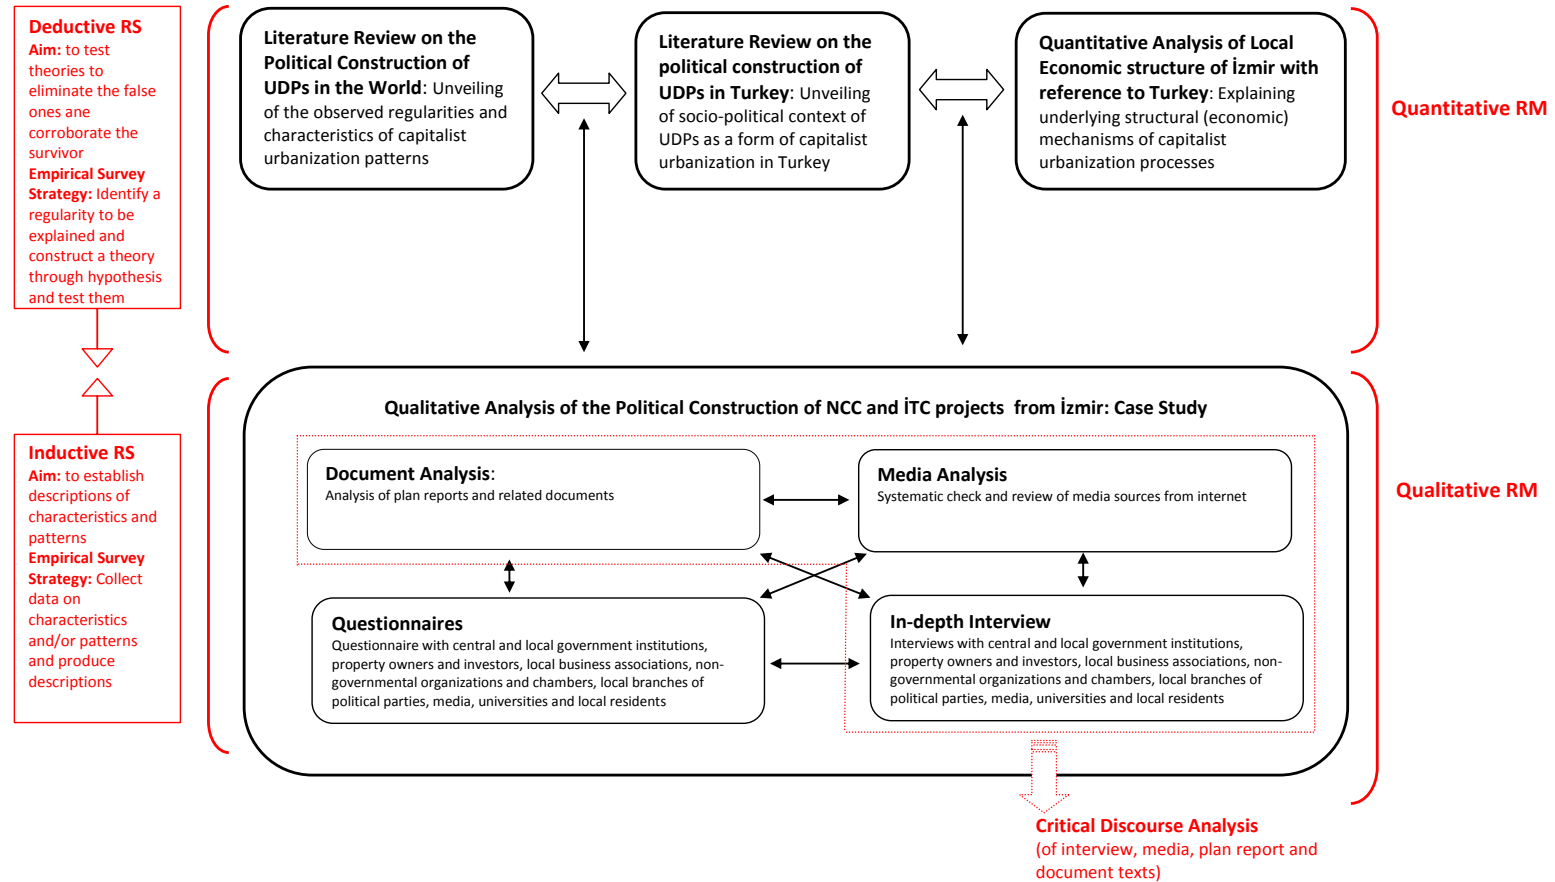 Deductive RS
Aim: to test
theories to
eliminate the false
ones ane
corroborate the
survivor
Empirical Survey
Strategy: Identify a
regularity to be
explained and
construct a theory
through hypothesis
and test them
Literature Review on the
Political Construction of
UDPs in the World: Unveiling
of the observed regularities and
characteristics of capitalist
urbanization patterns
Literature Review on the
political construction of
UDPs in Turkey: Unveiling
of socio-political context of
UDPs as a form of capitalist
urbanization in Turkey
Quantitative Analysis of Local
Economic structure of İzmir with
reference to Turkey: Explaining
underlying structural (economic)
mechanisms of capitalist
urbanization processes
Quantitative RM
Inductive RS
Aim: to establish
descriptions of
characteristics and
patterns
Empirical Survey
Strategy: Collect
data on
characteristics
and/or patterns
and produce
descriptions
Qualitative Analysis of the Political Construction of NCC and İTC projects from İzmir: Case Study
Document Analysis:
Analysis of plan reports and related documents
Media Analysis
Systematic check and review of media sources from internet
Questionnaires
Questionnaire with central and local government institutions,
property owners and investors, local business associations, non-
governmental organizations and chambers, local branches of
political parties, media, universities and local residents
In-depth Interview
Interviews with central and local government institutions,
property owners and investors, local business associations, non-
governmental organizations and chambers, local branches of
political parties, media, universities and local residents
Qualitative RM
Critical Discourse Analysis
(of interview, media, plan report and
document texts)